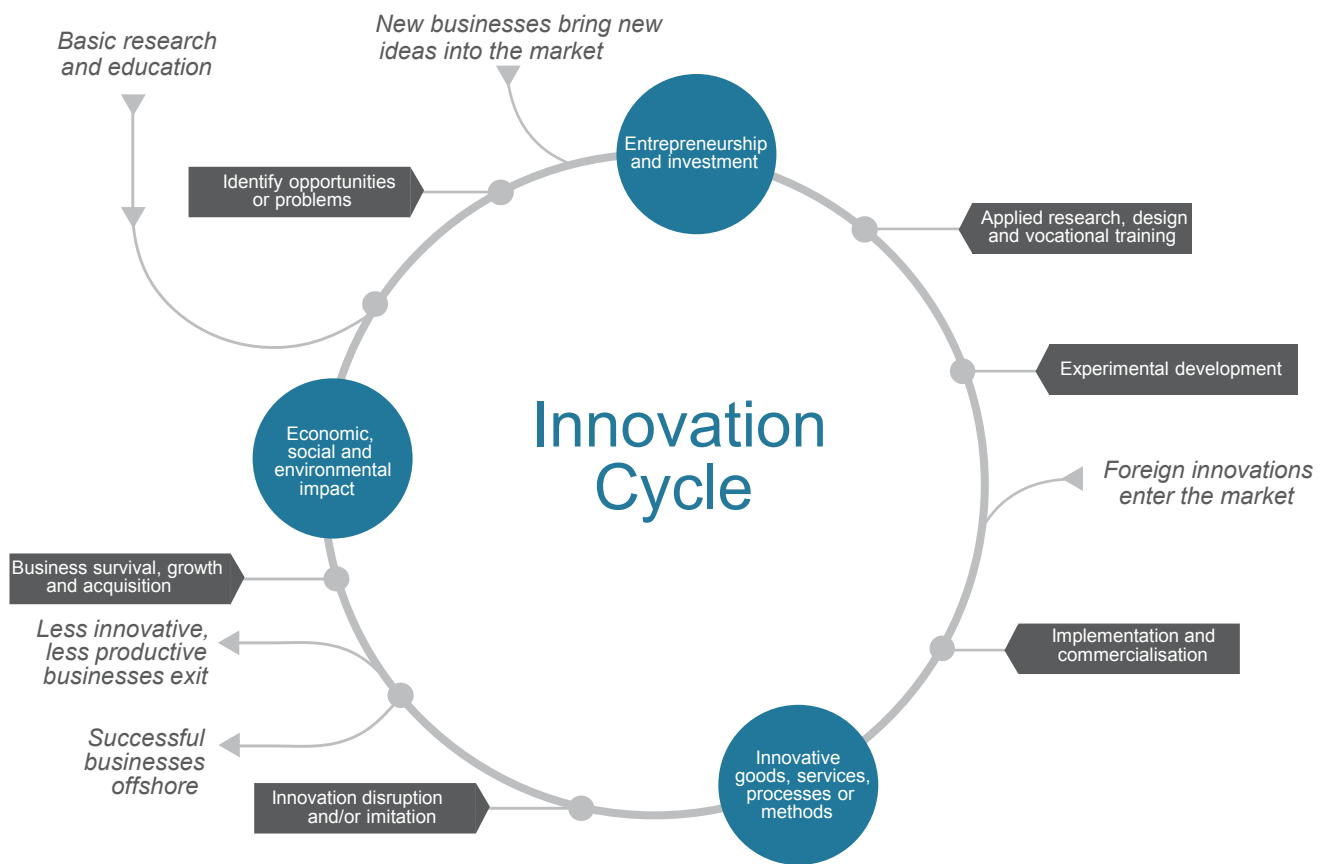 Basic research
and education
New businesses bring new
ideas into the market
Entrepreneurship
and investment
Identify opportunities
or problems
Applied research, design
and vocational training
Experimental development
Innovation
Cycle
Economic,
social and
environmental
impact
Foreign innovations
enter the market
Business survival, growth
and acquisition
Less innovative,
less productive
businesses exit
Implementation and
commercialisation
Successful
businesses
offshore
Innovation disruption
and/or imitation
Innovative
goods, services,
processes or
methods